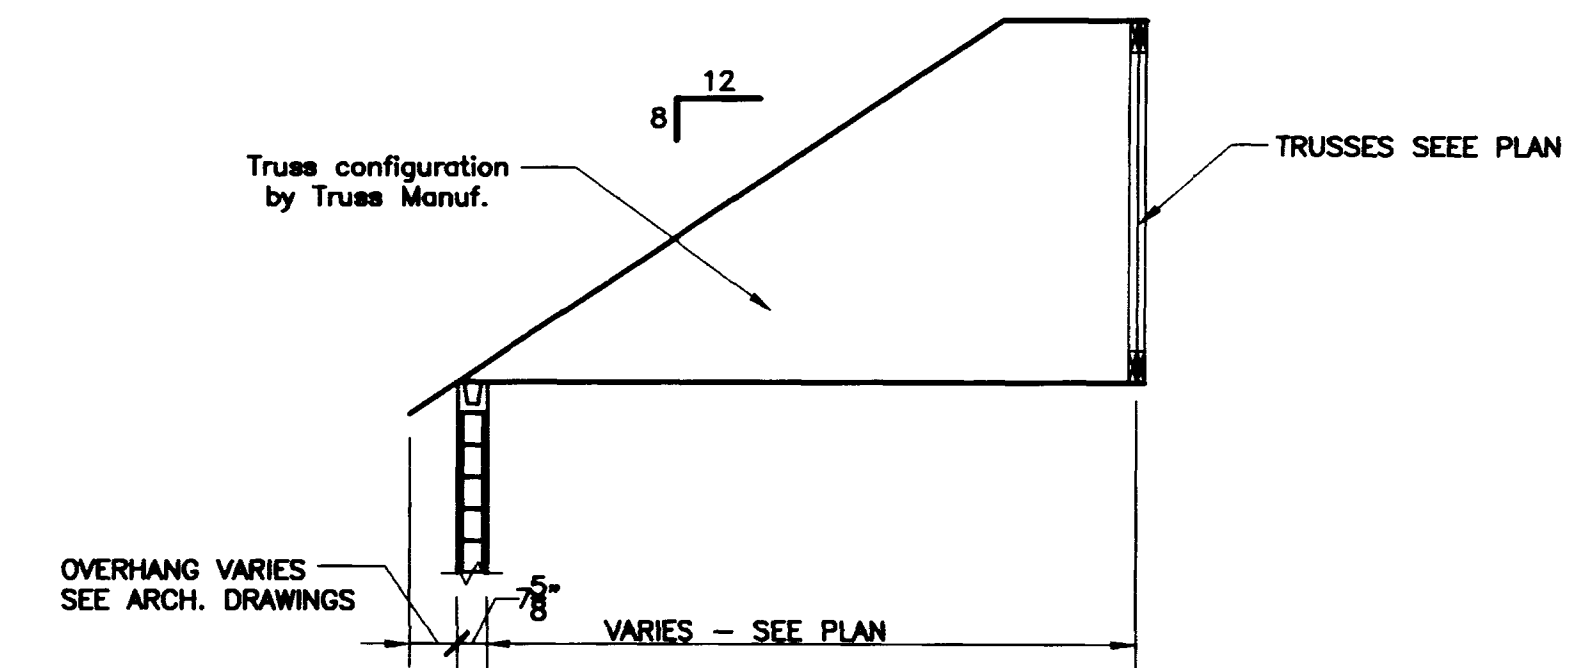 12
8
Truss configuration
by Truss Manuf.
TRUSSES SEEE PLAN
OVERHANG VARIES
SEE ARCH. DRAWINGS
7 5/8"
VARIES - SEE PLAN